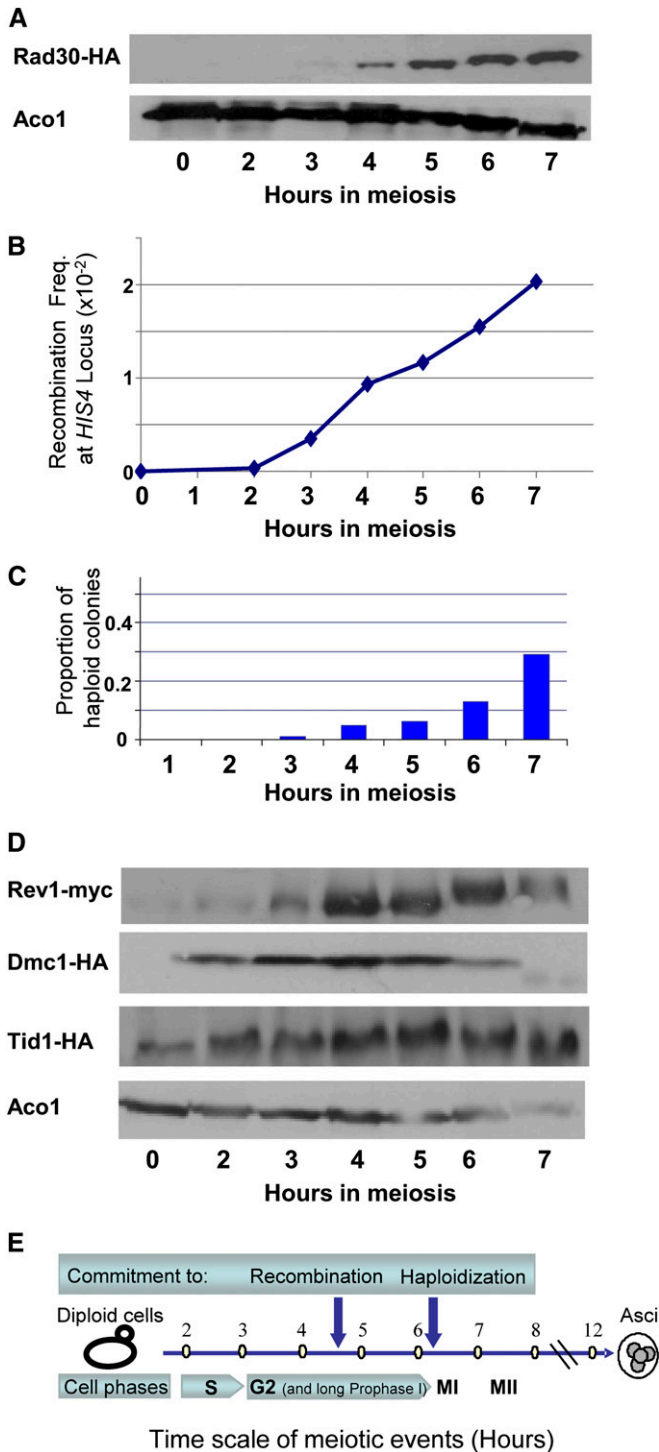 A
Rad30-HA
Aco1
0 2 3 4 5 6 7
Hours in meiosis
B
Recombination Freq.
at HIS4 Locus (x10-2)
2
1
0
0 1 2 3 4 5 6 7
Hours in meiosis
C
Proportion of
haploid colonies
0.4
0.2
0
1 2 3 4 5 6 7
Hours in meiosis
D
Rev1-myc
Dmc1-HA
Tid1-HA
Aco1
0 2 3 4 5 6 7
Hours in meiosis
E
Commitment to: Recombination Haploidization
Diploid cells
Asci
2 3 4 5 6 7 8 12
Cell phases S G2 (and long Prophase I) MI MII
Time scale of meiotic events (Hours)